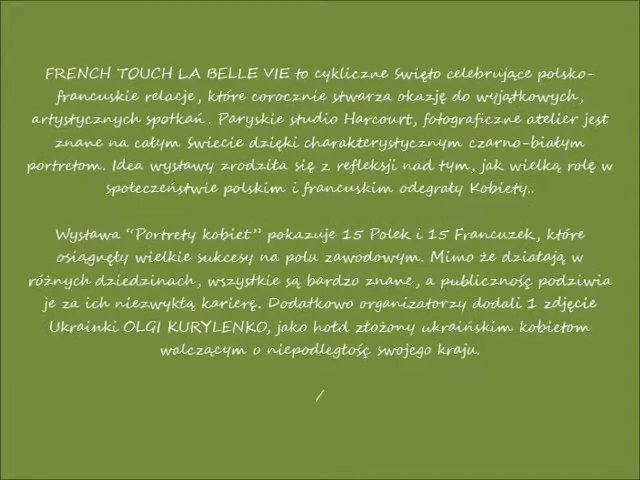 FRENCH TOUCH LA BELLE VIE to cykliczne święto celebrujące polsko-
francuskie relacje, które corocznie stwarza okazję do wyjątkowych,
artystycznych spotkań. Paryskie studio Harcourt, fotograficzne atelier jest
znane na całym świecie dzięki charakterystycznym czarno-białym
portretom. Idea wystawy zrodziła się z refleksji nad tym, jak wielką rolę w
społeczeństwie polskim i francuskim odegrały Kobiety..
Wystawa “Portrety kobiet” pokazuje 15 Polek i 15 Francuzek, które
osiągnęły wielkie sukcesy na polu zawodowym. Mimo że działają w
różnych dziedzinach, wszystkie są bardzo znane, a publicznośç podziwia
je za ich niezwykłą karierę. Dodatkowo organizatorzy dodali 1 zdjęcie
Ukrainki OLGI KURYLENKO, jako hołd złożony ukraińskim kobietom
walczącym o niepodległośç swojego kraju.
/